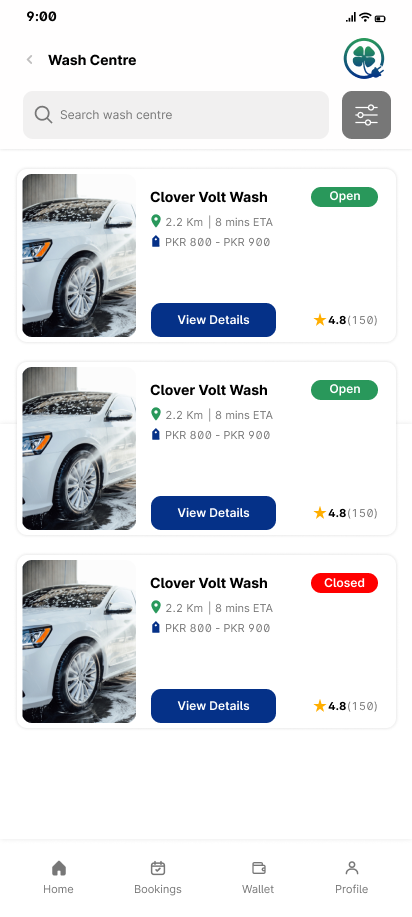 9:00
Wash Centre
Search wash centre
Clover Volt Wash
Open
2.2 Km | 8 mins ETA
PKR 800 - PKR 900
View Details
4.8(150)
Clover Volt Wash
Open
2.2 Km | 8 mins ETA
PKR 800 - PKR 900
View Details
4.8(150)
Clover Volt Wash
Closed
2.2 Km | 8 mins ETA
PKR 800 - PKR 900
View Details
4.8(150)
Home
Bookings
Wallet
Profile